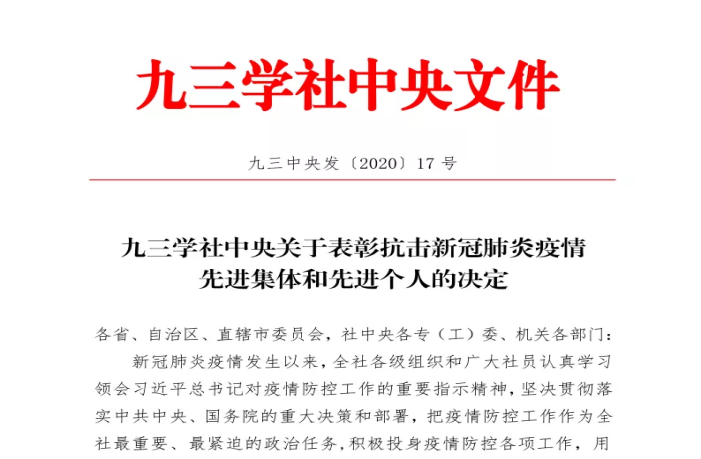 九三学社中央文件
九三中央发〔2020〕17 号
九三学社中央关于表彰抗击新冠肺炎疫情
先进集体和先进个人的决定
各省、自治区、直辖市委员会，社中央各专（工）委、机关各部门：
新冠肺炎疫情发生以来，全社各级组织和广大社员认真学习
领会习近平总书记对疫情防控工作的重要指示精神，坚决贯彻落
实中共中央、国务院的重大决策和部署，把疫情防控工作作为全
社最重要、最紧迫的政治任务，积极投身疫情防控各项工作，用